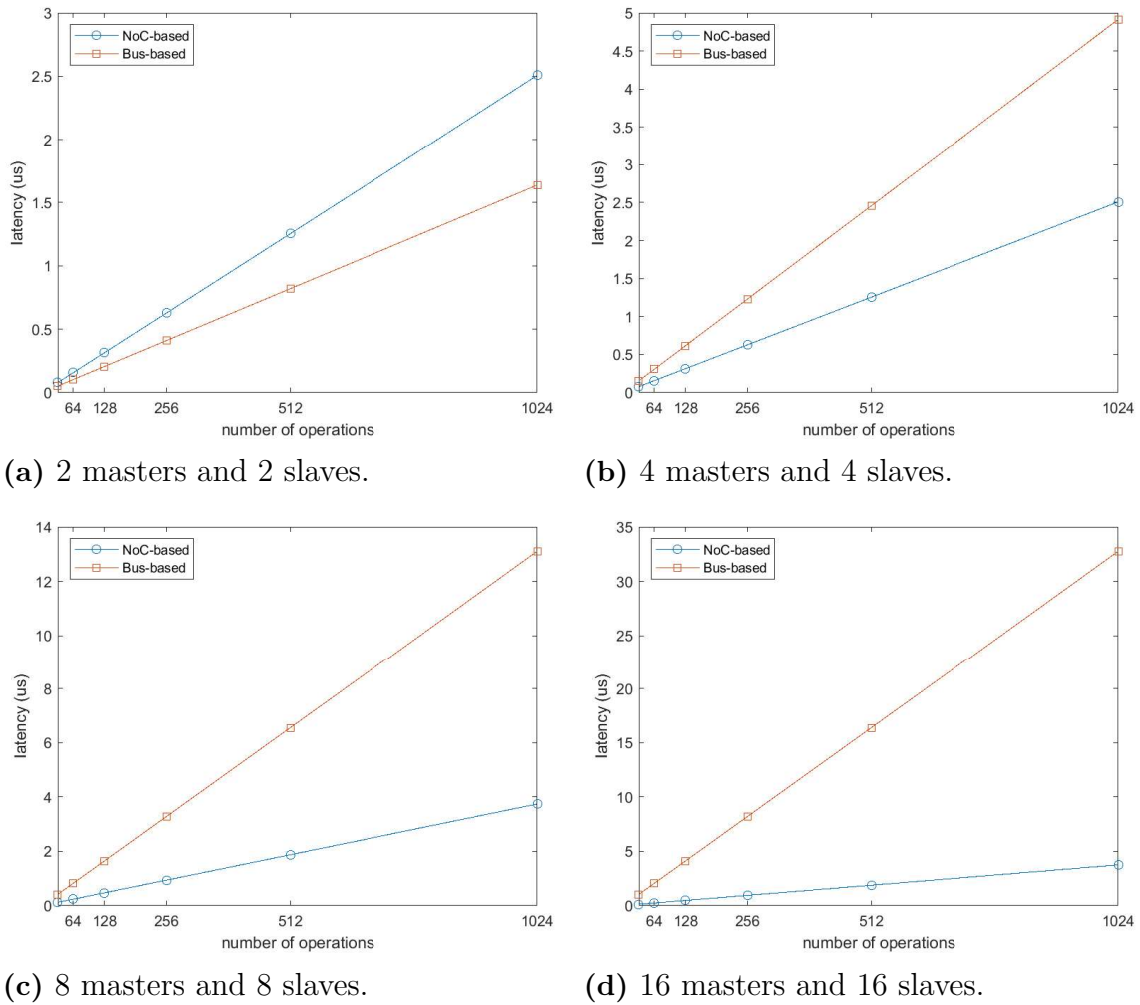 3
2.5
2
1.5
1
0.5
0
latency (us)
NoC-based
Bus-based
64 128 256 512 1024
number of operations
(a) 2 masters and 2 slaves.
5
4.5
4
3.5
3
2.5
2
1.5
1
0.5
0
latency (us)
NoC-based
Bus-based
64 128 256 512 1024
number of operations
(b) 4 masters and 4 slaves.
14
12
10
8
6
4
2
0
latency (us)
NoC-based
Bus-based
64 128 256 512 1024
number of operations
(c) 8 masters and 8 slaves.
35
30
25
20
15
10
5
0
latency (us)
NoC-based
Bus-based
64 128 256 512 1024
number of operations
(d) 16 masters and 16 slaves.